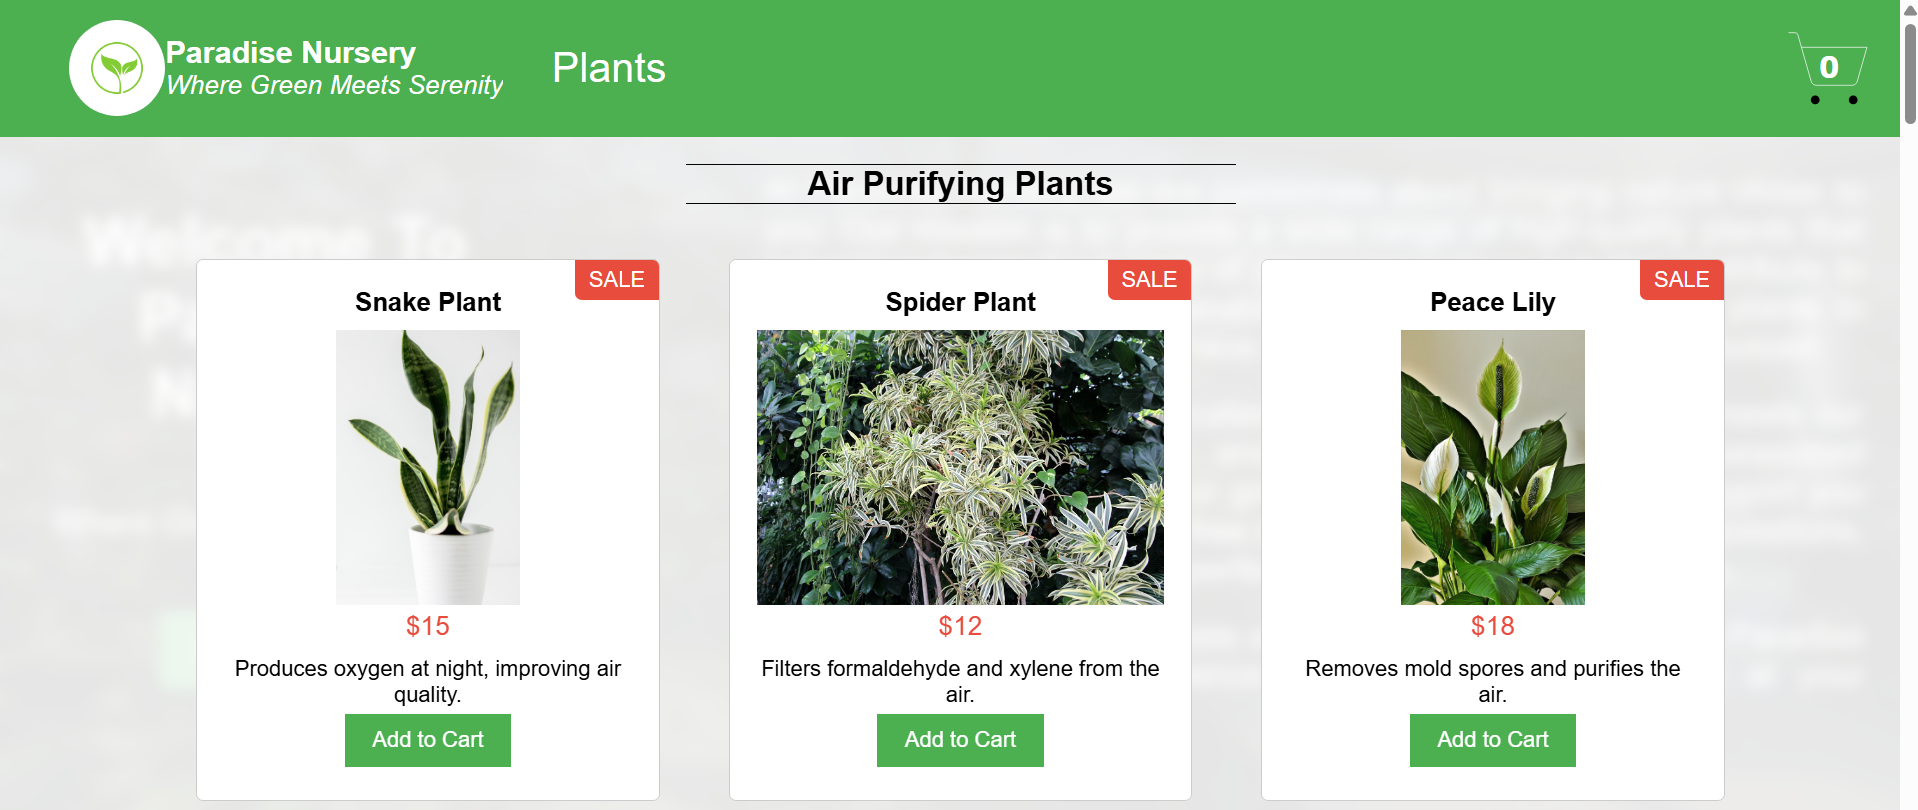 Paradise Nursery
Where Green Meets Serenity
Plants
0
Air Purifying Plants
Welcome To
SALE
Snake Plant
$15
Produces oxygen at night, improving air
quality.
Add to Cart
SALE
Spider Plant
$12
Filters formaldehyde and xylene from the
air.
Add to Cart
SALE
Peace Lily
$18
Removes mold spores and purifies the
air.
Add to Cart